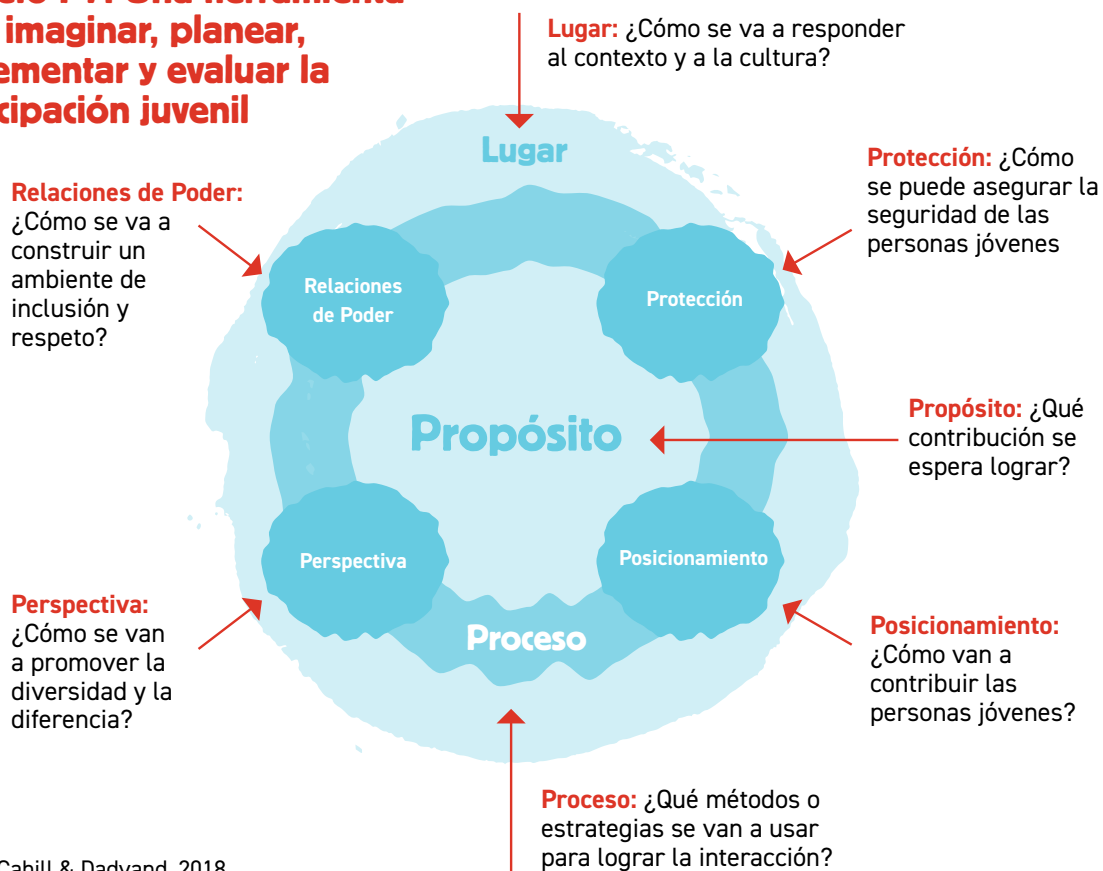 imaginar, planear,
ementar y evaluar la
cipación juvenil
Lugar: ¿Cómo se va a responder
al contexto y a la cultura?
Lugar
Relaciones de Poder:
¿Cómo se va a
construir un
ambiente de
inclusión y
respeto?
Protección: ¿Cómo
se puede asegurar la
seguridad de las
personas jóvenes
Relaciones
de Poder
Protección
Propósito
Propósito: ¿Qué
contribución se
espera lograr?
Perspectiva
Posicionamiento
Perspectiva:
¿Cómo se van
a promover la
diversidad y la
diferencia?
Proceso
Posicionamiento:
¿Cómo van a
contribuir las
personas jóvenes?
Proceso: ¿Qué métodos o
estrategias se van a usar
para lograr la interacción?
Cahill & Dadvand, 2018